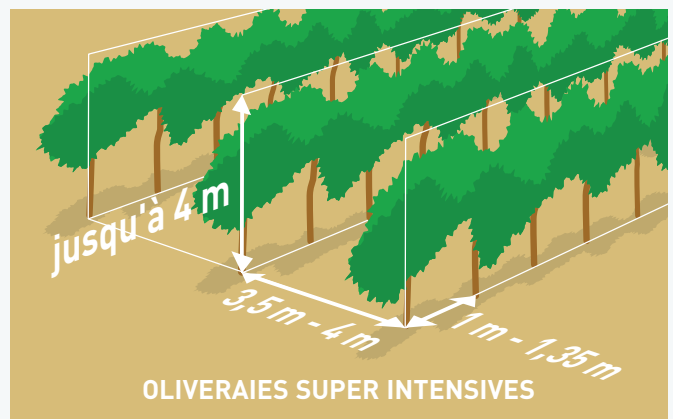 jusqu'à 4 m
3,5 m - 4 m
1 m - 1,35 m
OLIVERAIES SUPER INTENSIVES